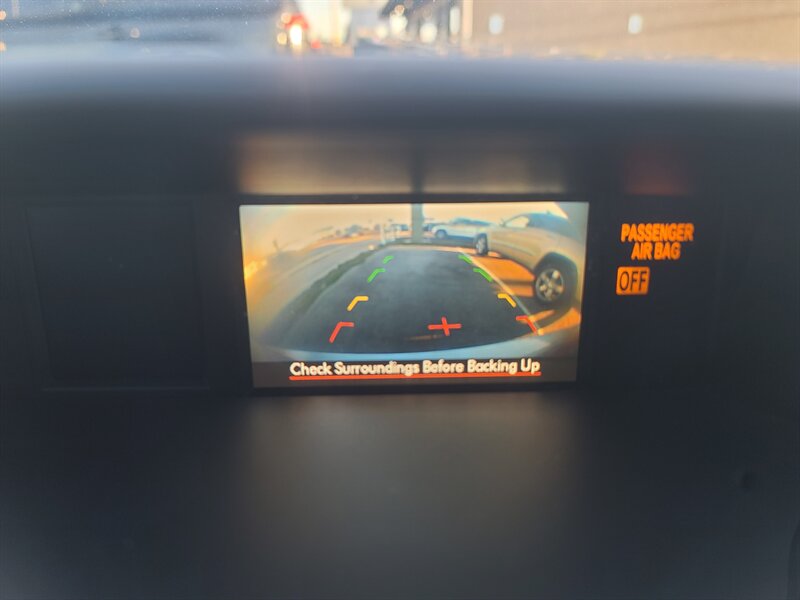 PASSENGER
AIR BAG
OFF
Check Surroundings Before Backing Up